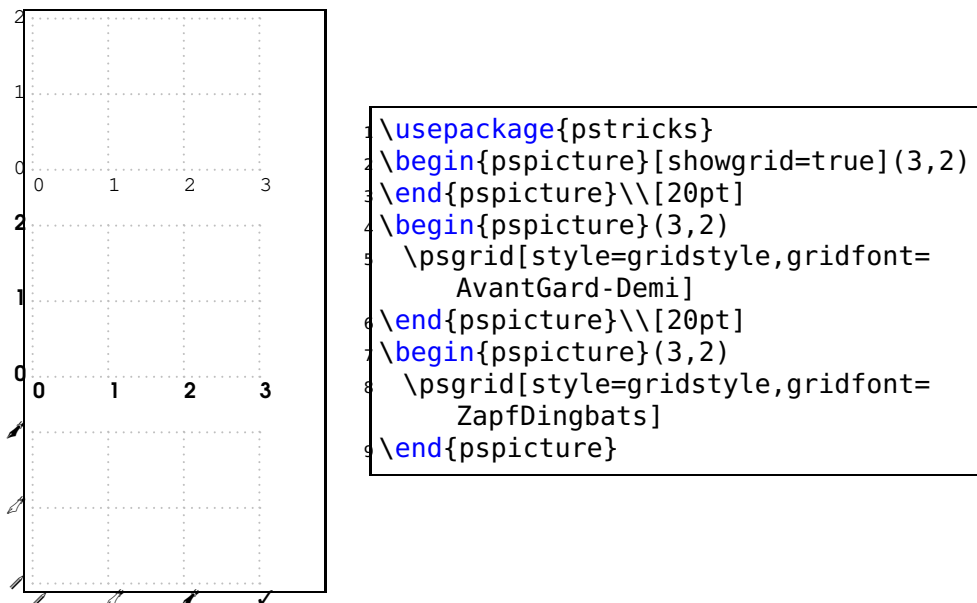 2
1
0
0 1 2 3
2
1
0
0 1 2 3
✒
✑
✐
✐ ✑ ✒ ✓
1 \usepackage{pstricks}
2 \begin{pspicture}[showgrid=true](3,2)
3 \end{pspicture}\\[20pt]
4 \begin{pspicture}(3,2)
5 \psgrid[style=gridstyle,gridfont=
AvantGard-Demi]
6 \end{pspicture}\\[20pt]
7 \begin{pspicture}(3,2)
8 \psgrid[style=gridstyle,gridfont=
ZapfDingbats]
9 \end{pspicture}